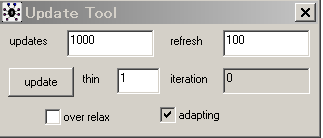 Update Tool
updates 1000 refresh 100
update thin 1 iteration 0
over relax adapting